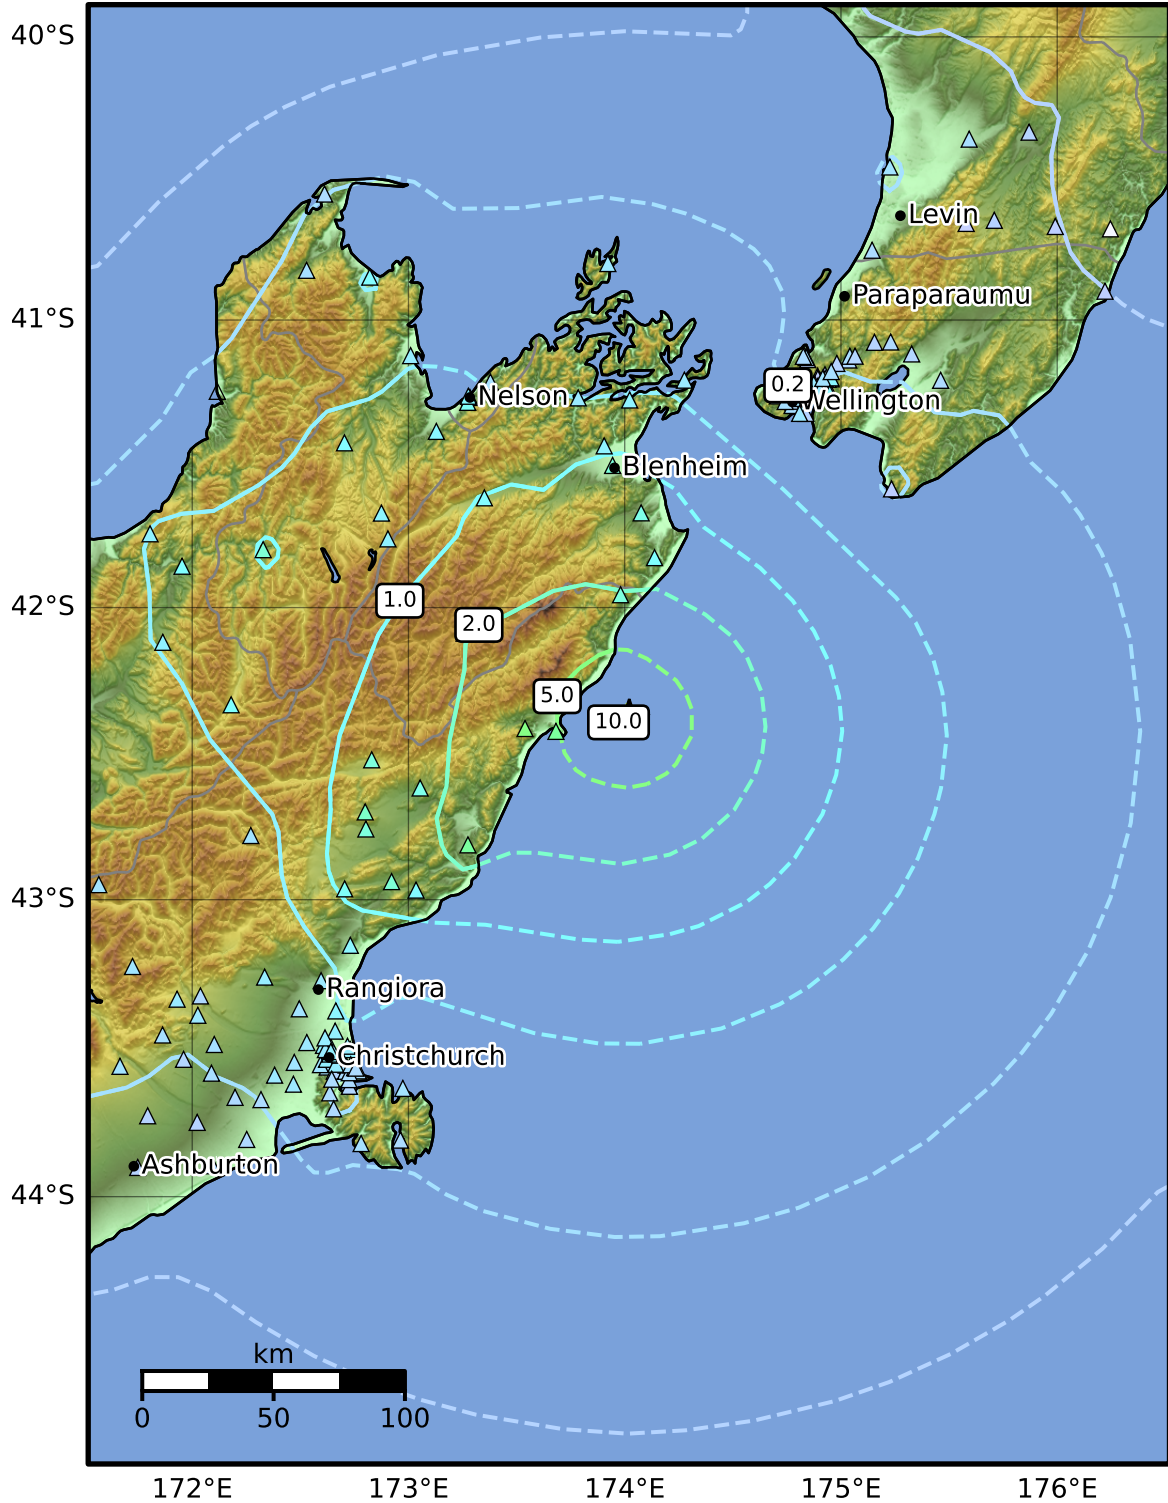 40°S
Levin
Paraparaumu
41°S
0.2
Nelson
Wellington
Blenheim
1.0
42°S
2.0
5.0
10.0
43°S
Rangiora
Christchurch
Ashburton
44°S
km
0 50 100
172°E 173°E 174°E 175°E 176°E